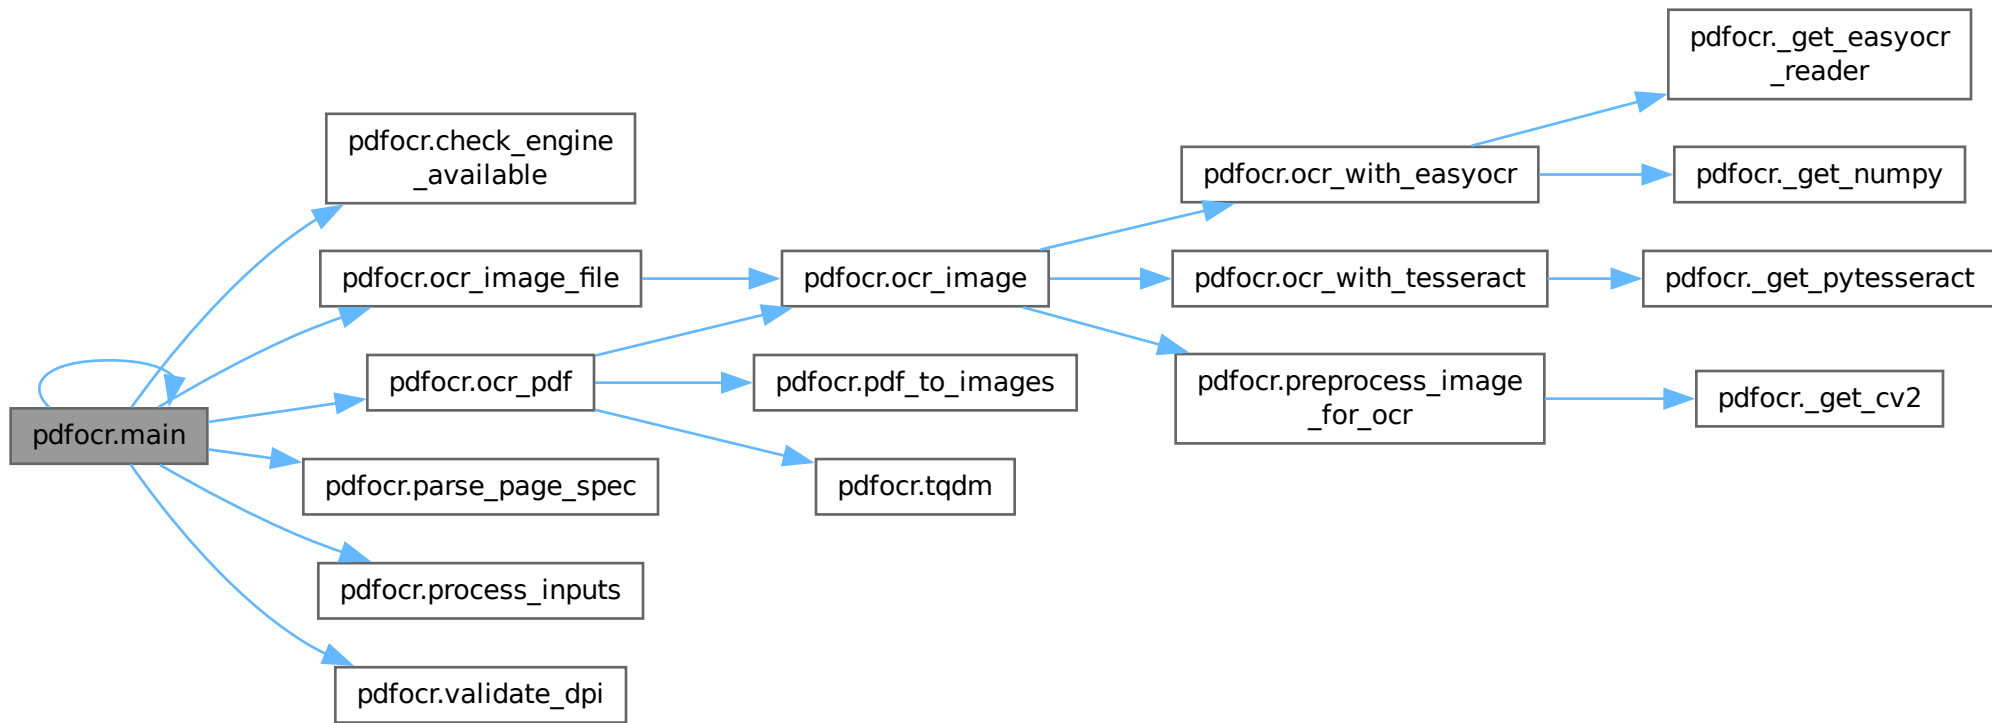 pdfocr.main
pdfocr.check_engine
_available
pdfocr.ocr_image_file
pdfocr.ocr_pdf
pdfocr.parse_page_spec
pdfocr.process_inputs
pdfocr.validate_dpi
pdfocr.ocr_image
pdfocr.pdf_to_images
pdfocr.tqdm
pdfocr.ocr_with_easyocr
pdfocr.ocr_with_tesseract
pdfocr.preprocess_image
_for_ocr
pdfocr._get_easyocr
_reader
pdfocr._get_numpy
pdfocr._get_pytesseract
pdfocr._get_cv2